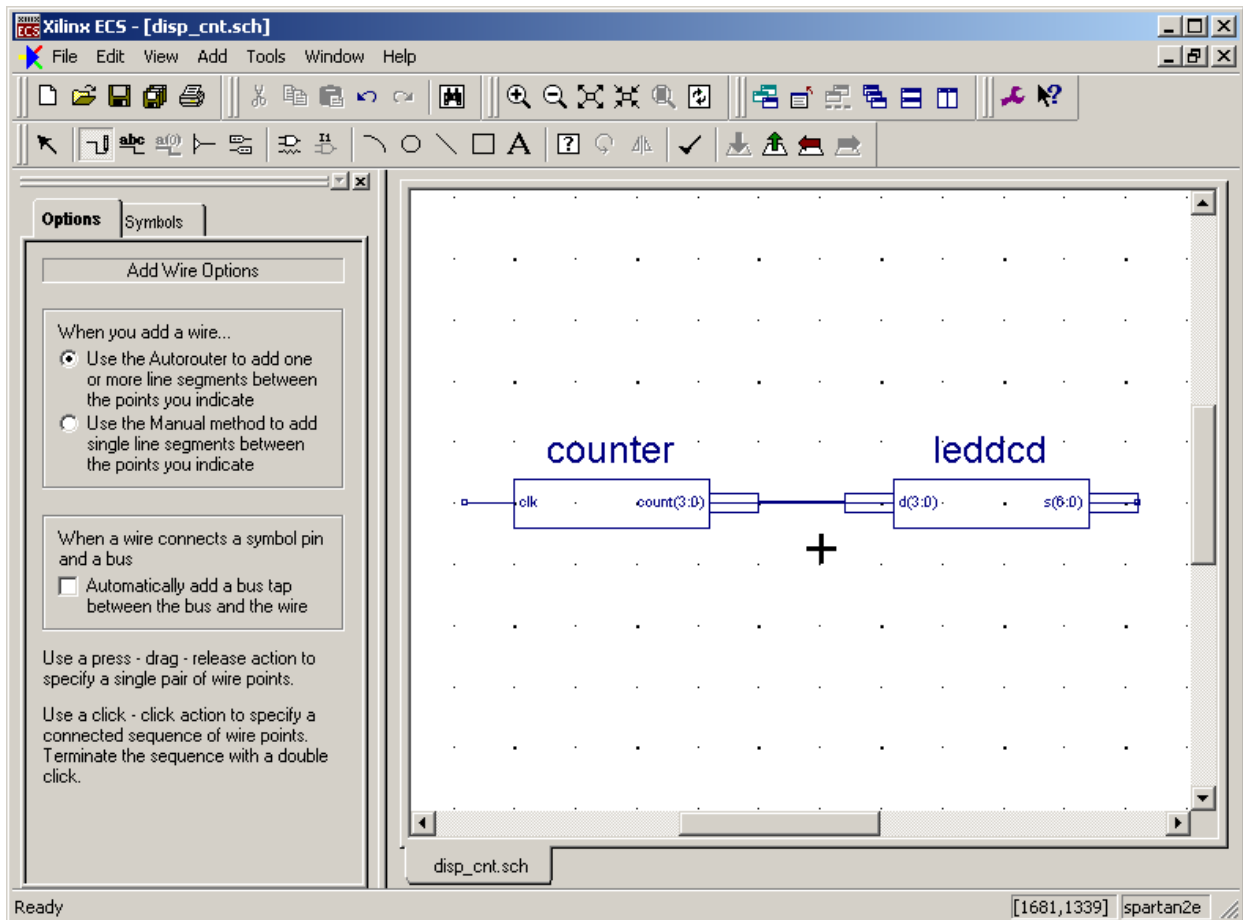 XILINX
ECS
Xilinx ECS - [disp_cnt.sch]
File Edit View Add Tools Window Help
abc a(0) I1 A ? ?
Options Symbols
Add Wire Options
When you add a wire...
Use the Autorouter to add one
or more line segments between
the points you indicate
Use the Manual method to add
single line segments between
the points you indicate
When a wire connects a symbol pin
and a bus
Automatically add a bus tap
between the bus and the wire
Use a press - drag - release action to
specify a single pair of wire points.
Use a click - click action to specify a
connected sequence of wire points.
Terminate the sequence with a double
click.
counter leddcd
clk count(3:0) d(3:0) s(6:0)
disp_cnt.sch
Ready [1681,1339] spartan2e